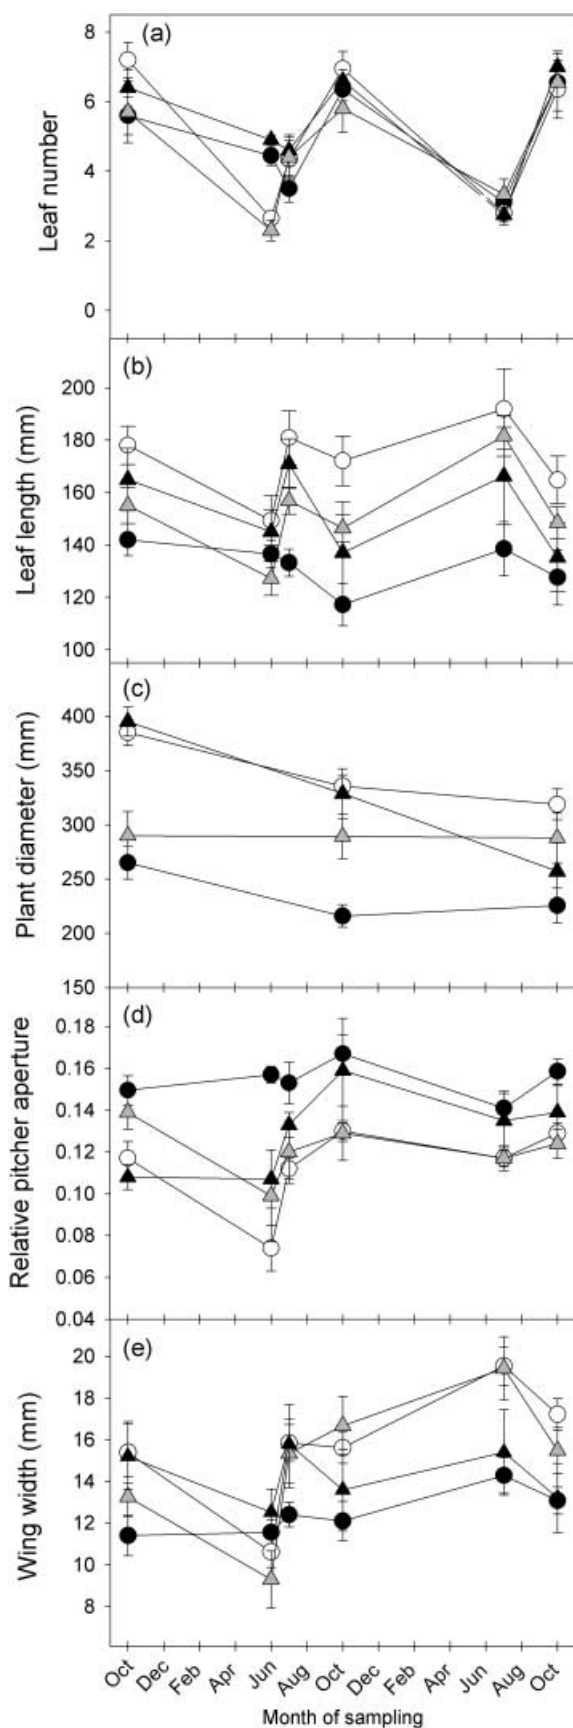 (a)
Leaf number
8
6
4
2
0
(b)
Leaf length (mm)
200
180
160
140
120
100
(c)
Plant diameter (mm)
400
350
300
250
200
150
(d)
Relative pitcher aperture
0.18
0.16
0.14
0.12
0.10
0.08
0.06
0.04
(e)
Wing width (mm)
20
18
16
14
12
10
8
Oct Dec Feb Apr Jun Aug Oct Dec Feb Apr Jun Aug Oct
Month of sampling